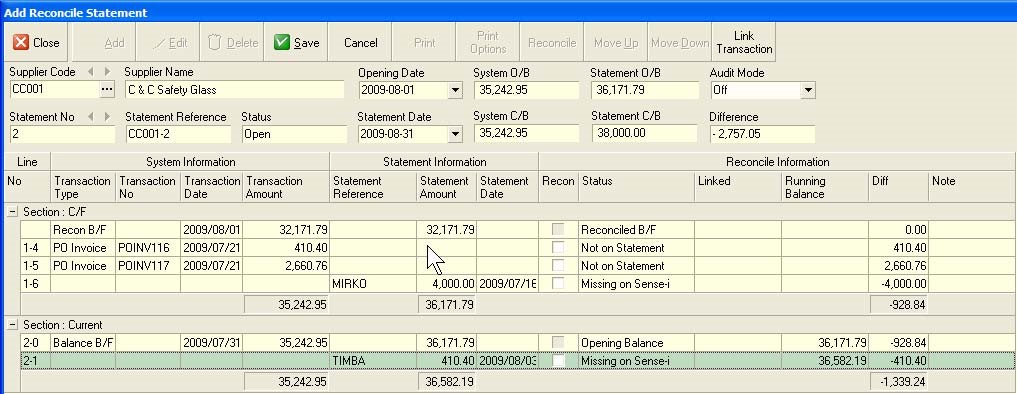 Add Reconcile Statement
Close Add Edit Delete Save Cancel Print Print Options Reconcile Move Up Move Down Link Transaction
Supplier Code Supplier Name Opening Date System O/B Statement O/B Audit Mode
CC001 ... C & C Safety Glass 2009-08-01 35,242.95 36,171.79 Off
Statement No Statement Reference Status Statement Date System C/B Statement C/B Difference
2 CC001-2 Open 2009-08-31 35,242.95 38,000.00 - 2,757.05
Line System Information Statement Information Reconcile Information
No Transaction Type Transaction No Transaction Date Transaction Amount Statement Reference Statement Amount Statement Date Recon Status Linked Running Balance Diff Note
Section : C/F
Recon B/F 2009/08/01 32,171.79 32,171.79 Reconciled B/F 0.00
1-4 PO Invoice POINV116 2009/07/21 410.40 Not on Statement 410.40
1-5 PO Invoice POINV117 2009/07/21 2,660.76 Not on Statement 2,660.76
1-6 MIRKO 4,000.00 2009/07/16 Missing on Sense-i -4,000.00
35,242.95 36,171.79 -928.84
Section : Current
2-0 Balance B/F 2009/07/31 35,242.95 36,171.79 Opening Balance 36,171.79 -928.84
2-1 TIMBA 410.40 2009/08/03 Missing on Sense-i 36,582.19 -410.40
35,242.95 36,582.19 -1,339.24